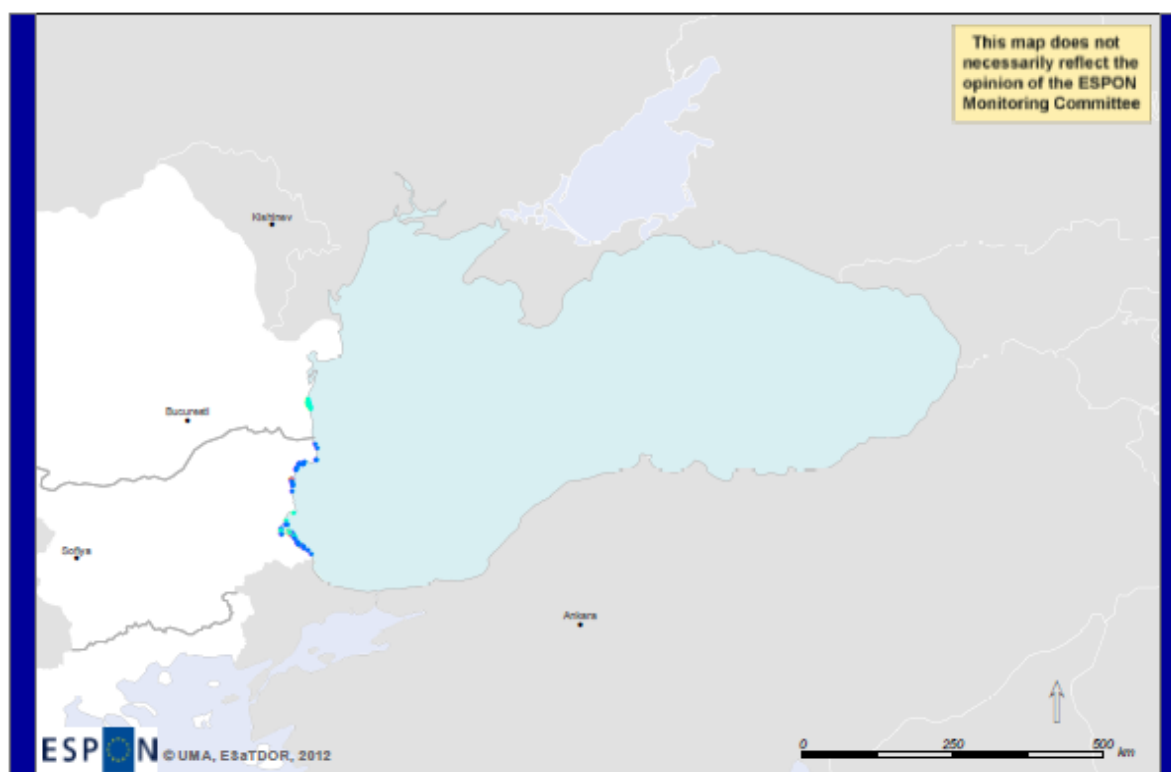 This map does not
necessarily reflect the
opinion of the ESPON
Monitoring Committee
Kishinev
Bucuresti
Sofiya
Ankara
ESPON © UMA, ESaTDOR, 2012
0 250 500
km